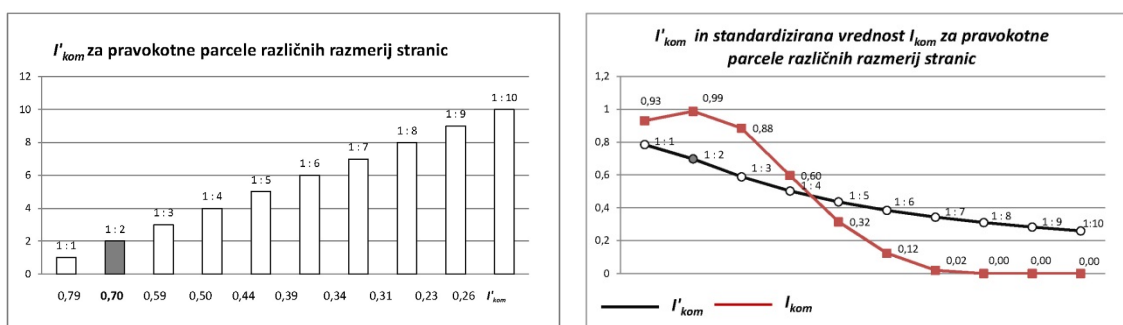 I'kom za pravokotne parcele različnih razmerij stranic
12
10
8
6
4
2
0
1 : 1
1 : 2
1 : 3
1 : 4
1 : 5
1 : 6
1 : 7
1 : 8
1 : 9
1 : 10
0,79 0,70 0,59 0,50 0,44 0,39 0,34 0,31 0,23 0,26 I'kom
I'kom in standardizirana vrednost Ikom za pravokotne
parcele različnih razmerij stranic
1,2
1
0,8
0,6
0,4
0,2
0
0,93
0,99
0,88
0,60
0,32
0,12
0,02
0,00
0,00
0,00
1 : 1
1 : 2
1 : 3
1 : 4
1 : 5
1 : 6
1 : 7
1 : 8
1 : 9
1:10
I'kom Ikom